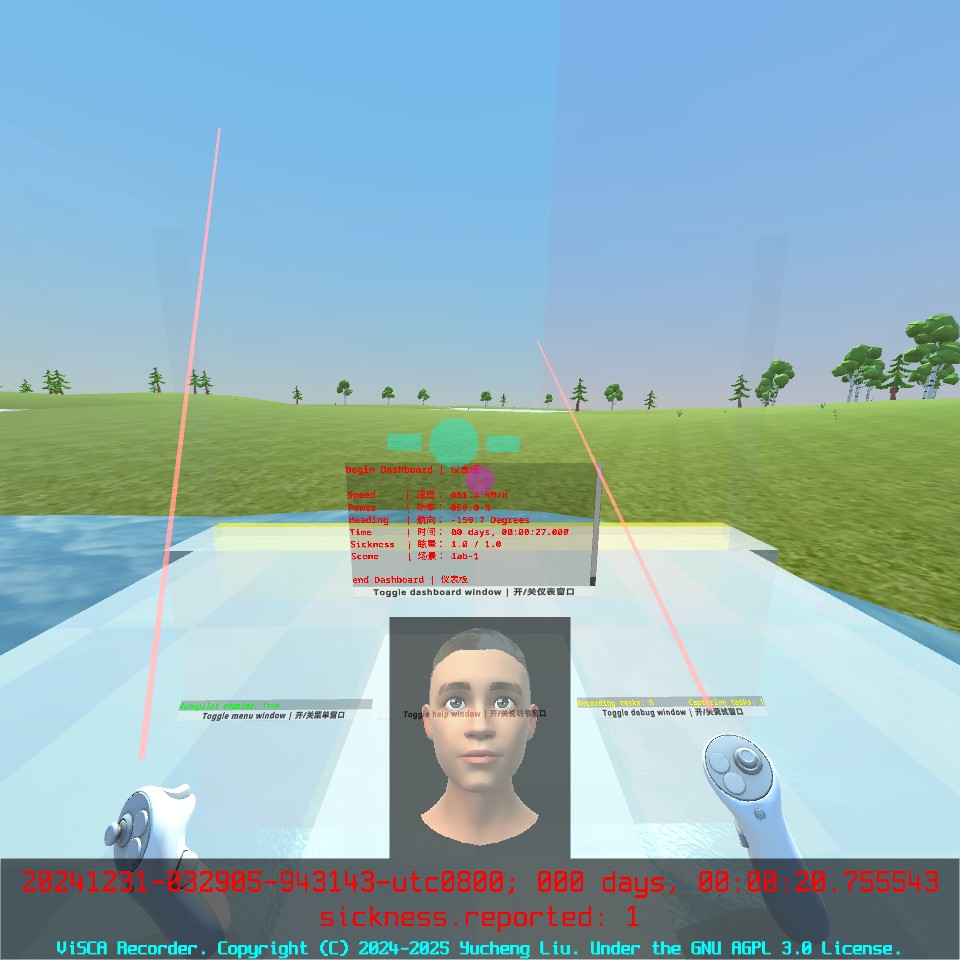 begin Dashboard | 仪表板
Speed | 速度: 051.4 KM/H
Power | 功率: 050.0 %
Heading | 航向: -159.7 Degrees
Time | 时间: 00 days, 00:00:27.000
Sickness | 眩晕: 1.0 / 1.0
Scene | 场景: lab-1
end Dashboard | 仪表板
Toggle dashboard window | 开/关仪表窗口
Autopilot enabled: True
Toggle menu window | 开/关菜单窗口
Toggle help window | 开/关说明书窗口
Recording tasks: 0 Capturing tasks: 1
Toggle debug window | 开/关调试窗口
20241231-032905-943143-utc0800; 000 days, 00:00:20.755543
sickness.reported: 1
ViSCA Recorder. Copyright (C) 2024-2025 Yucheng Liu. Under the GNU AGPL 3.0 License.